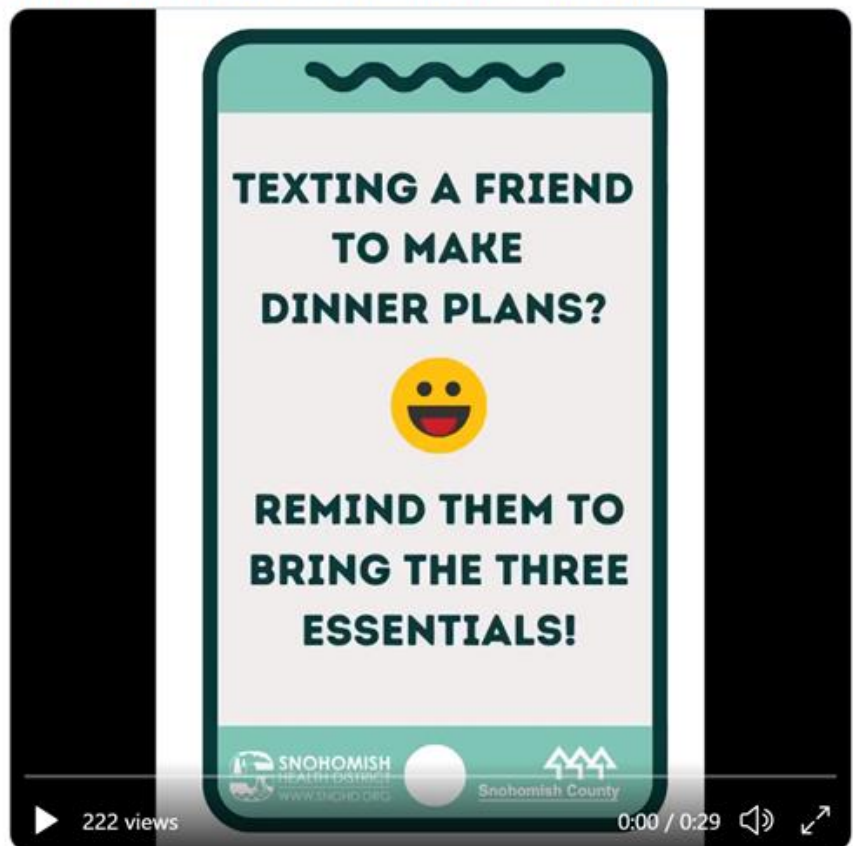 TEXTING A FRIEND
TO MAKE
DINNER PLANS?
REMIND THEM TO
BRING THE THREE
ESSENTIALS!
SNOHOMISH
HEALTH DISTRICT
WWW.SNOHD.ORG
Snohomish County
222 views
0:00 / 0:29